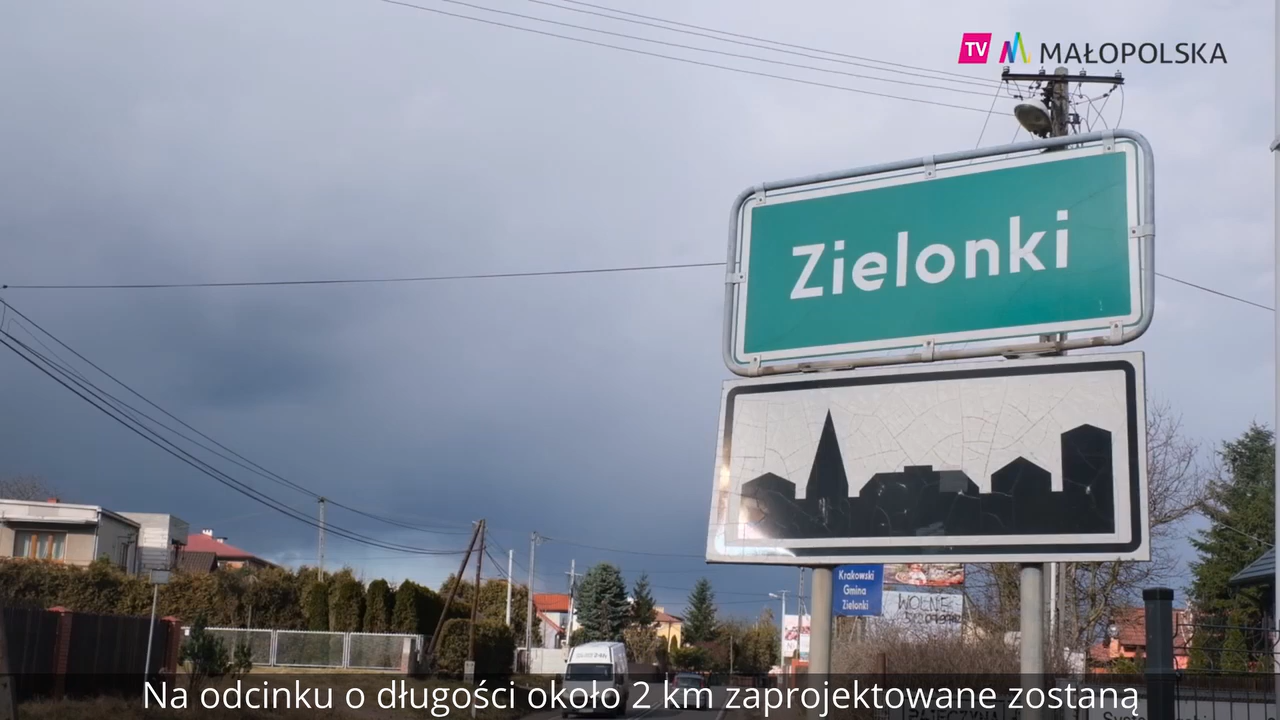 TV MAŁOPOLSKA
Zielonki
Krakowski
Gmina
Zielonki
WOLNE
Na odcinku o długości około 2 km zaprojektowane zostaną